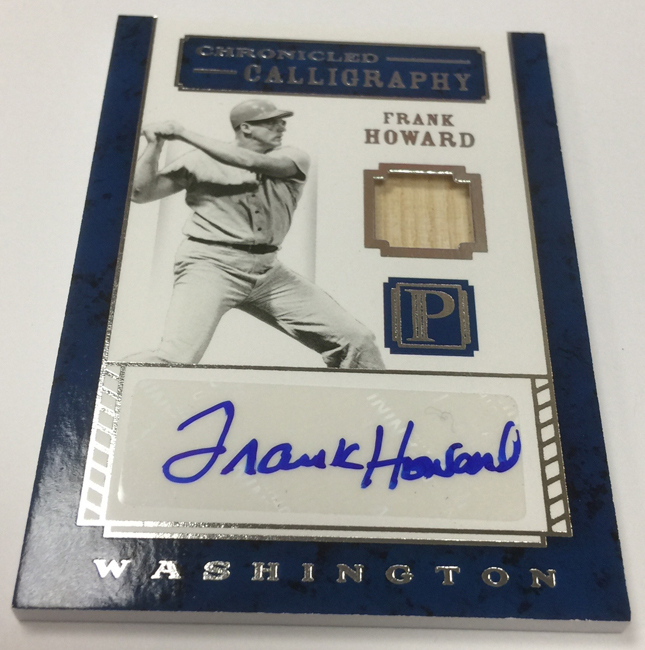 CHRONICLED
CALLIGRAPHY
FRANK
HOWARD
P
Frank Howard
WASHINGTON